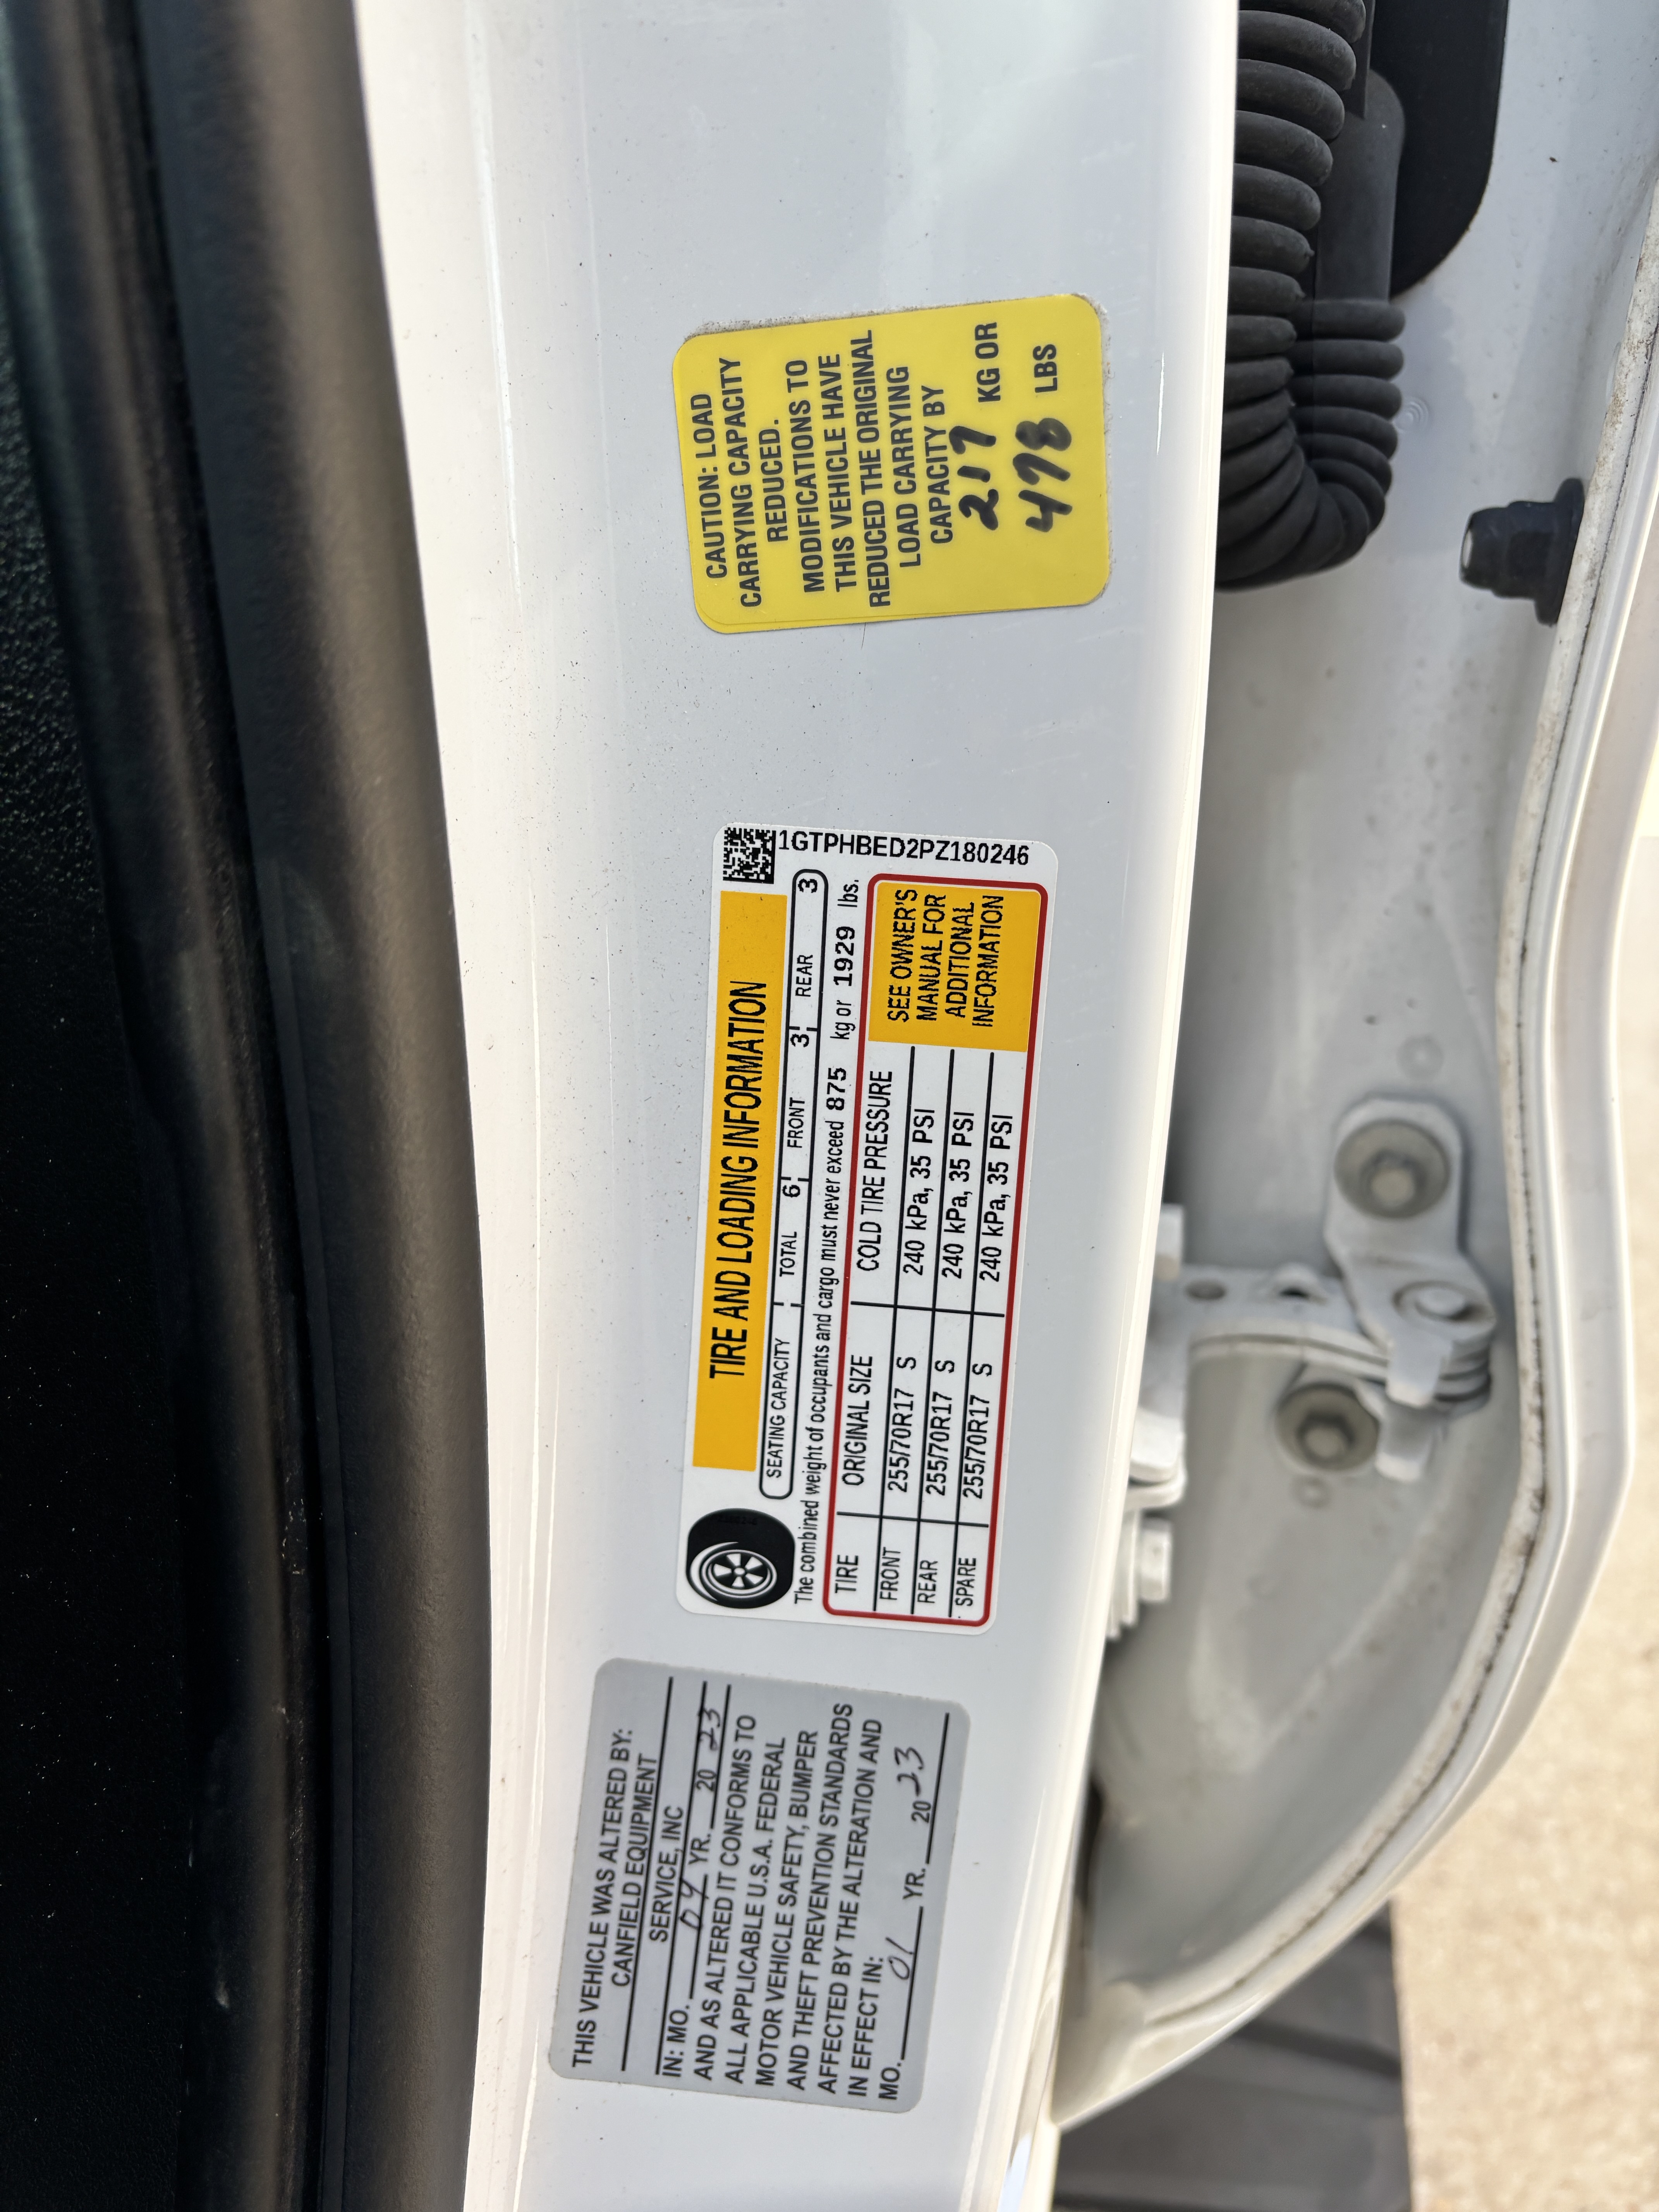 CAUTION: LOAD
CARRYING CAPACITY
REDUCED.
MODIFICATIONS TO
THIS VEHICLE HAVE
REDUCED THE ORIGINAL
LOAD CARRYING
CAPACITY BY
217 KG OR
478 LBS
TIRE AND LOADING INFORMATION
1GTPHBED2PZ180246
SEATING CAPACITY TOTAL 6 FRONT 3 REAR 3
The combined weight of occupants and cargo must never exceed 875 kg or 1929 lbs.
TIRE ORIGINAL SIZE COLD TIRE PRESSURE
FRONT 255/70R17 S 240 kPa, 35 PSI
REAR 255/70R17 S 240 kPa, 35 PSI
SPARE 255/70R17 S 240 kPa, 35 PSI
SEE OWNER'S
MANUAL FOR
ADDITIONAL
INFORMATION
THIS VEHICLE WAS ALTERED BY:
CANFIELD EQUIPMENT
SERVICE, INC
IN: MO. 04 YR. 20 23
AND AS ALTERED IT CONFORMS TO
ALL APPLICABLE U.S.A. FEDERAL
MOTOR VEHICLE SAFETY, BUMPER
AND THEFT PREVENTION STANDARDS
AFFECTED BY THE ALTERATION AND
IN EFFECT IN:
MO. 01 YR. 20 23